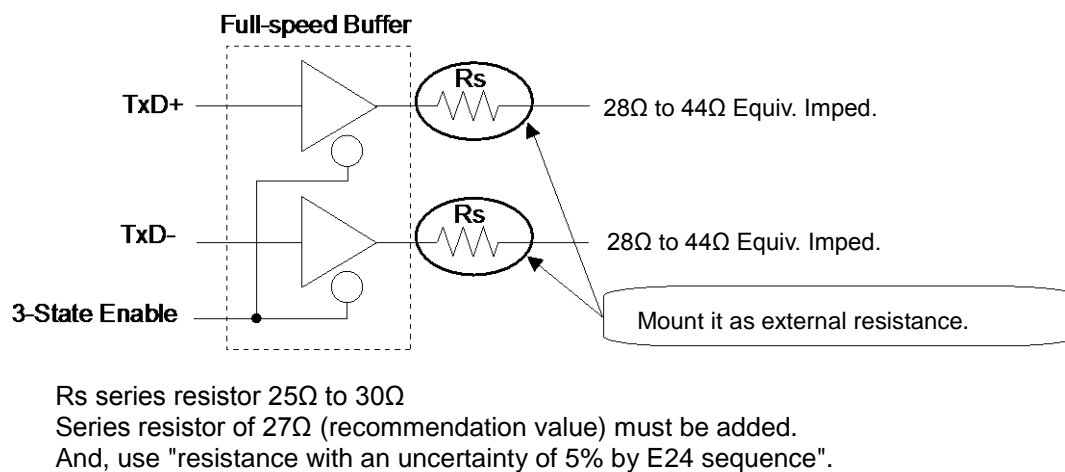 Full-speed Buffer
TxD+
Rs
28Ω to 44Ω Equiv. Imped.
TxD-
Rs
28Ω to 44Ω Equiv. Imped.
3-State Enable
Mount it as external resistance.
Rs series resistor 25Ω to 30Ω
Series resistor of 27Ω (recommendation value) must be added.
And, use "resistance with an uncertainty of 5% by E24 sequence".